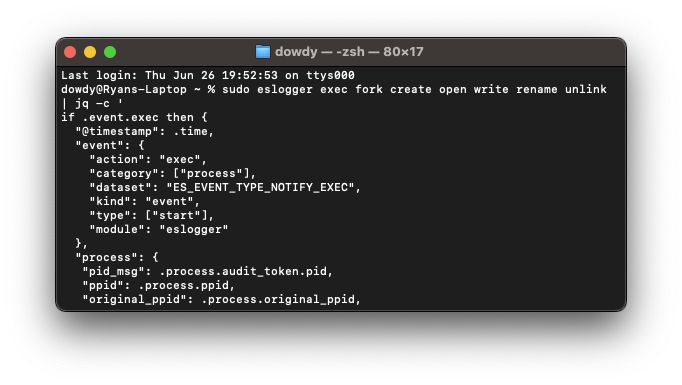 dowdy — -zsh — 80×17
Last login: Thu Jun 26 19:52:53 on ttys000
dowdy@Ryans-Laptop ~ % sudo eslogger exec fork create open write rename unlink
| jq -c '
if .event.exec then {
  "@timestamp": .time,
  "event": {
    "action": "exec",
    "category": ["process"],
    "dataset": "ES_EVENT_TYPE_NOTIFY_EXEC",
    "kind": "event",
    "type": ["start"],
    "module": "eslogger"
  },
  "process": {
   "pid_msg": .process.audit_token.pid,
   "ppid": .process.ppid,
   "original_ppid": .process.original_ppid,